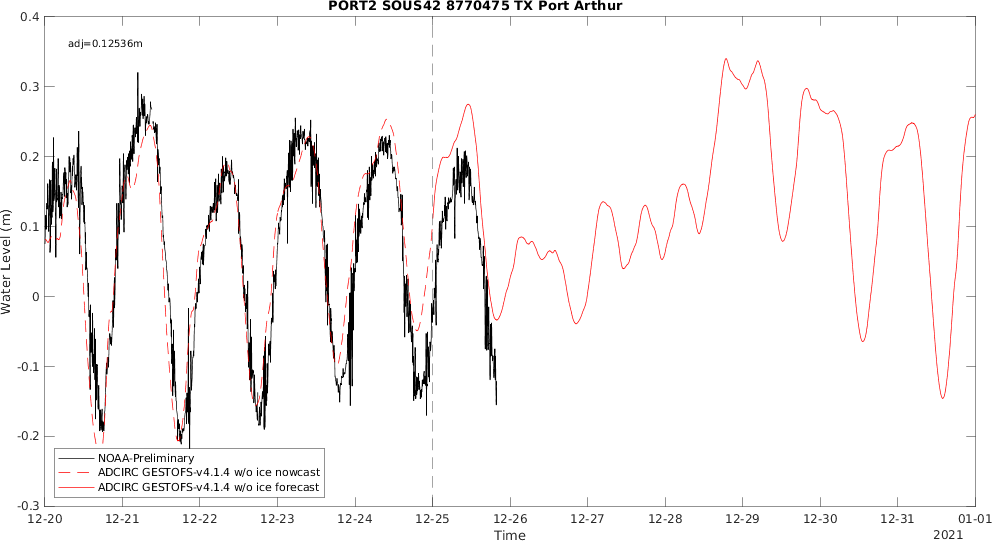 PORT2 SOUS42 8770475 TX Port Arthur
adj=0.12536m
0.4
0.3
0.2
0.1
0
-0.1
-0.2
-0.3
Water Level (m)
NOAA-Preliminary
ADCIRC GESTOFS-v4.1.4 w/o ice nowcast
ADCIRC GESTOFS-v4.1.4 w/o ice forecast
12-20 12-21 12-22 12-23 12-24 12-25 12-26 12-27 12-28 12-29 12-30 12-31 01-01
Time
2021